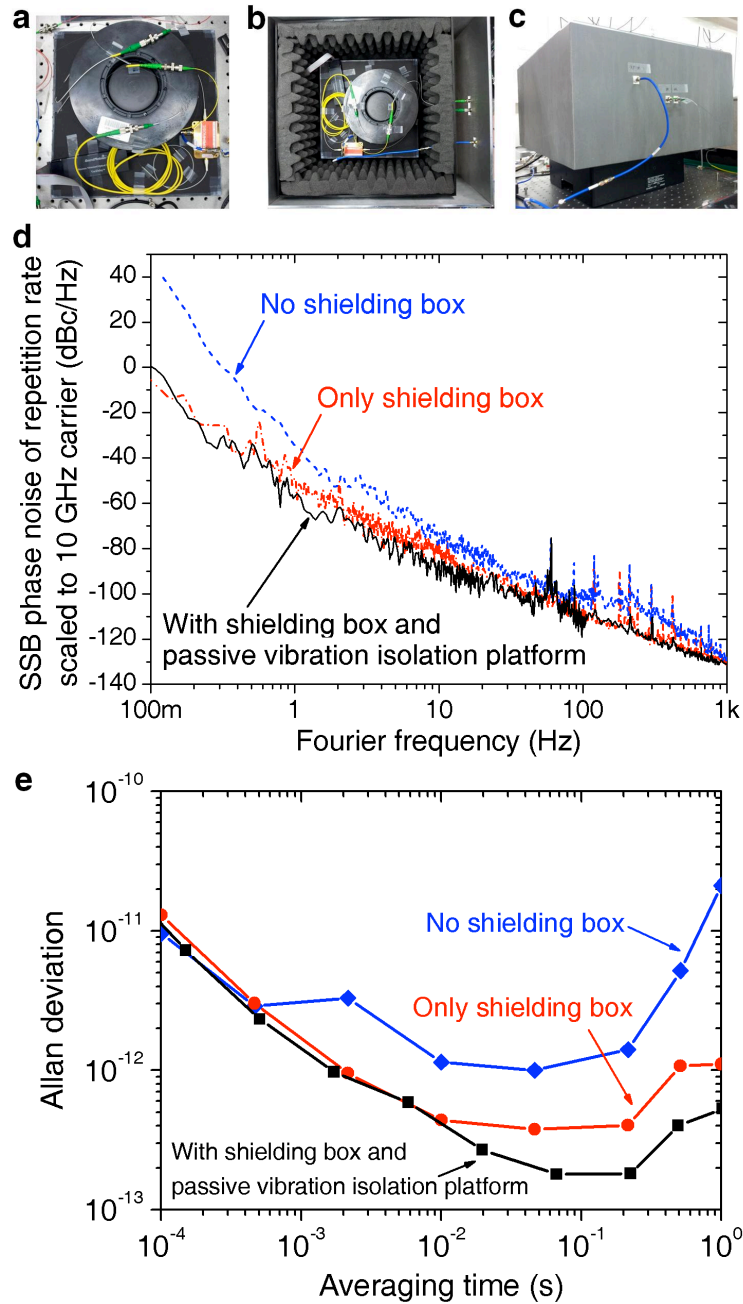 a
b
c
d
SSB phase noise of repetition rate
scaled to 10 GHz carrier (dBc/Hz)
40
20
0
-20
-40
-60
-80
-100
-120
-140
No shielding box
Only shielding box
With shielding box and
passive vibration isolation platform
100m
1
10
100
1k
Fourier frequency (Hz)
e
Allan deviation
10⁻¹⁰
10⁻¹¹
10⁻¹²
10⁻¹³
No shielding box
Only shielding box
With shielding box and
passive vibration isolation platform
10⁻⁴
10⁻³
10⁻²
10⁻¹
10⁰
Averaging time (s)